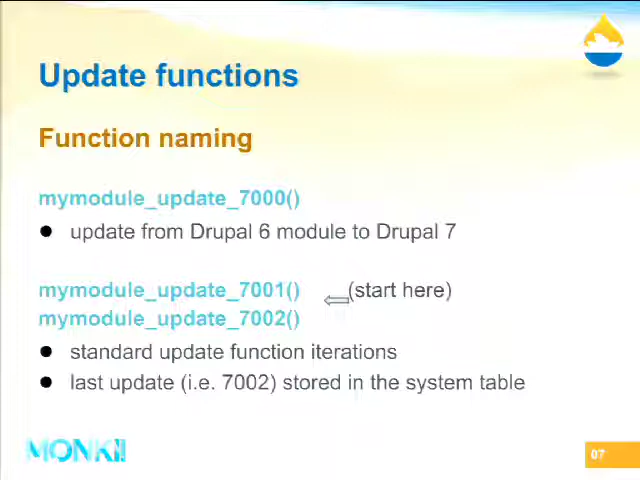 Update functions
Function naming
mymodule_update_7000()
● update from Drupal 6 module to Drupal 7
mymodule_update_7001() (start here)
mymodule_update_7002()
● standard update function iterations
● last update (i.e. 7002) stored in the system table
MONKii
07